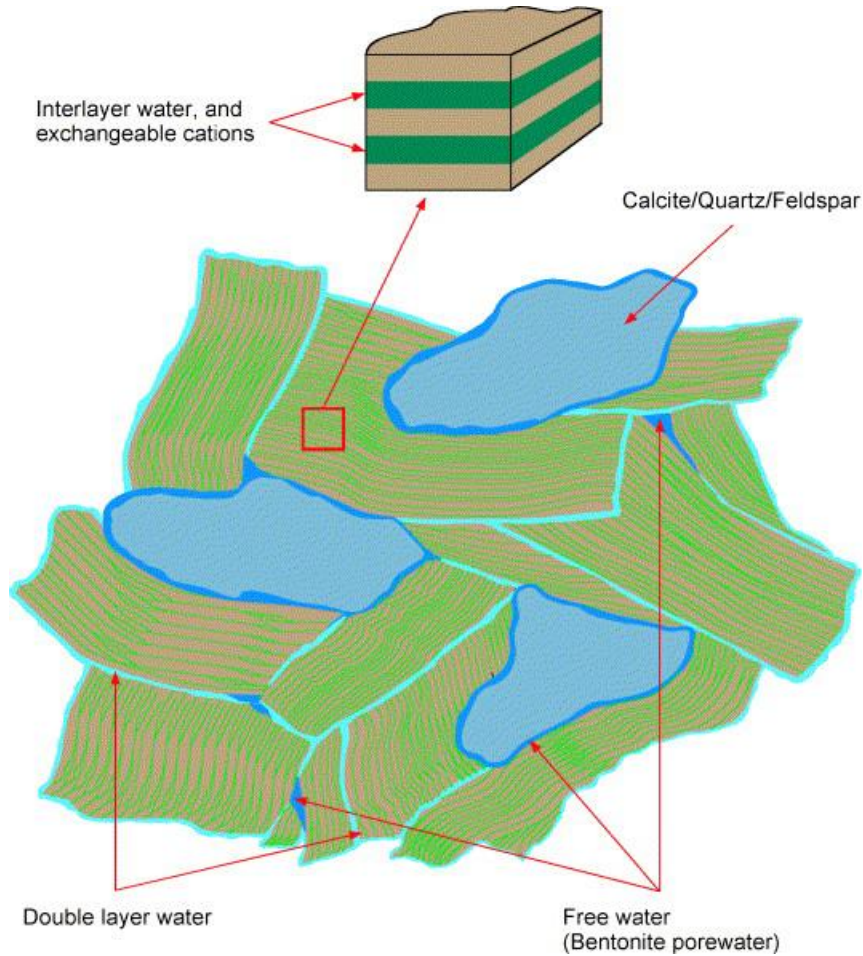 Interlayer water, and
exchangeable cations
Calcite/Quartz/Feldspar
Double layer water
Free water
(Bentonite porewater)